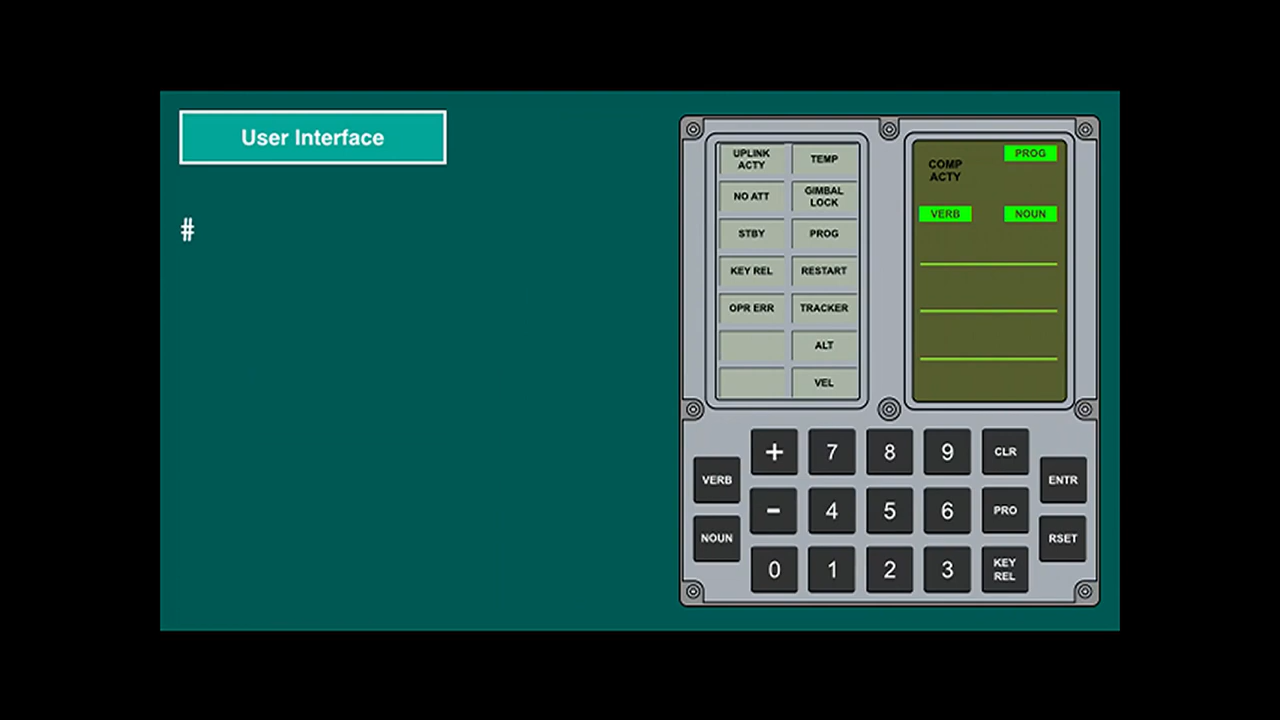 User Interface
#
UPLINK
ACTY
TEMP
NO ATT
GIMBAL
LOCK
STBY
PROG
KEY REL
RESTART
OPR ERR
TRACKER
ALT
VEL
COMP
ACTY
PROG
VERB
NOUN
VERB
NOUN
+
7
8
9
CLR
-
4
5
6
PRO
0
1
2
3
KEY
REL
ENTR
RSET